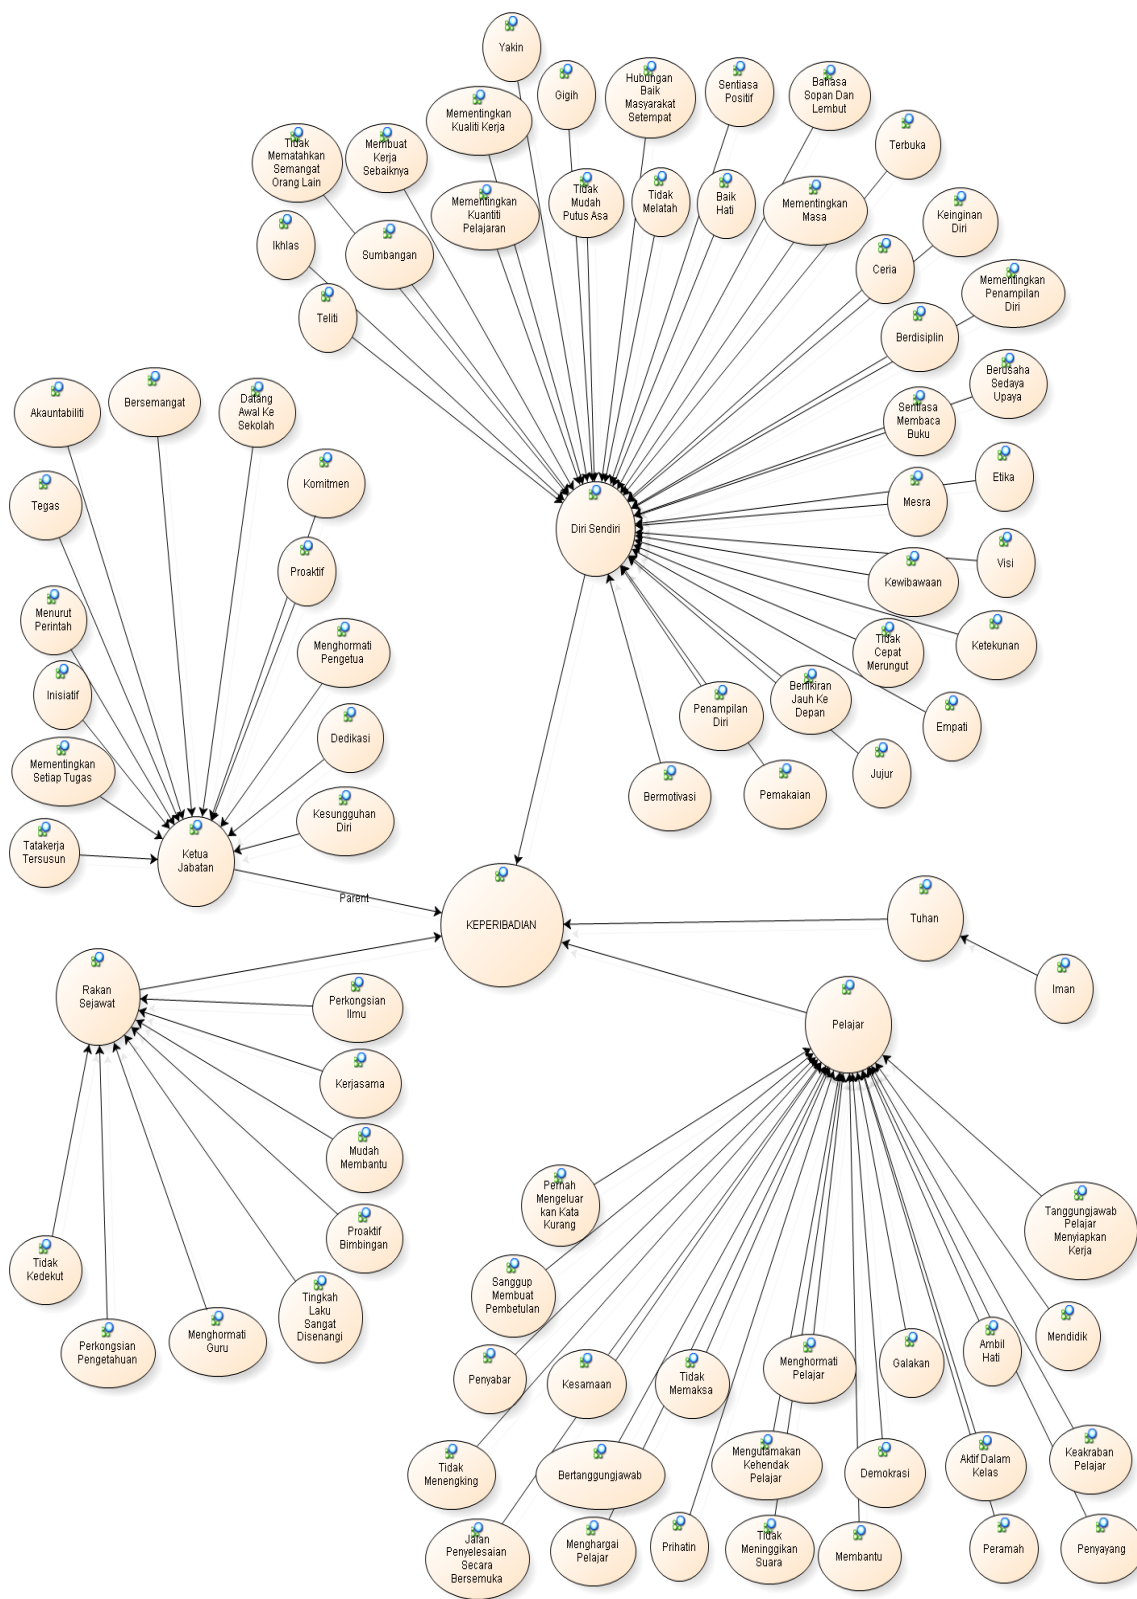 Yakin
Gigih
Hubungan
Baik
Masyarakat
Setempat
Sentiasa
Positif
Bahasa
Sopan Dan
Lembut
Mementingkan
Kualiti Kerja
Terbuka
Tidak
Mematahkan
Semangat
Orang Lain
Membuat
Kerja
Sebaiknya
Mementingkan
Kuantiti
Pelajaran
Tidak
Mudah
Putus Asa
Tidak
Melatah
Baik
Hati
Mementingkan
Masa
Keinginan
Diri
Ikhlas
Sumbangan
Ceria
Mementingkan
Penampilan
Diri
Teliti
Berdisiplin
Berusaha
Sedaya
Upaya
Sentiasa
Membaca
Buku
Akauntabiliti
Bersemangat
Datang
Awal Ke
Sekolah
Komitmen
Etika
Mesra
Tegas
Diri Sendiri
Proaktif
Visi
Kewibawaan
Menurut
Perintah
Menghormati
Pengetua
Tidak
Cepat
Merungut
Ketekunan
Inisiatif
Berfikiran
Jauh Ke
Depan
Penampilan
Diri
Empati
Dedikasi
Mementingkan
Setiap Tugas
Jujur
Bermotivasi
Pemakaian
Kesungguhan
Diri
Tatakerja
Tersusun
Ketua
Jabatan
Parent
KEPERIBADIAN
Tuhan
Iman
Rakan
Sejawat
Perkongsian
Ilmu
Pelajar
Kerjasama
Mudah
Membantu
Proaktif
Bimbingan
Pernah
Mengeluar
kan Kata
Kurang
Tanggungjawab
Pelajar
Menyiapkan
Kerja
Tidak
Kedekut
Sanggup
Membuat
Pembetulan
Tingkah
Laku
Sangat
Disenangi
Perkongsian
Pengetahuan
Menghormati
Guru
Penyabar
Kesamaan
Tidak
Memaksa
Menghormati
Pelajar
Galakan
Ambil
Hati
Mendidik
Tidak
Menengking
Bertanggungjawab
Mengutamakan
Kehendak
Pelajar
Demokrasi
Aktif Dalam
Kelas
Keakraban
Pelajar
Jalan
Penyelesaian
Secara
Bersemuka
Menghargai
Pelajar
Prihatin
Tidak
Meninggikan
Suara
Membantu
Peramah
Penyayang